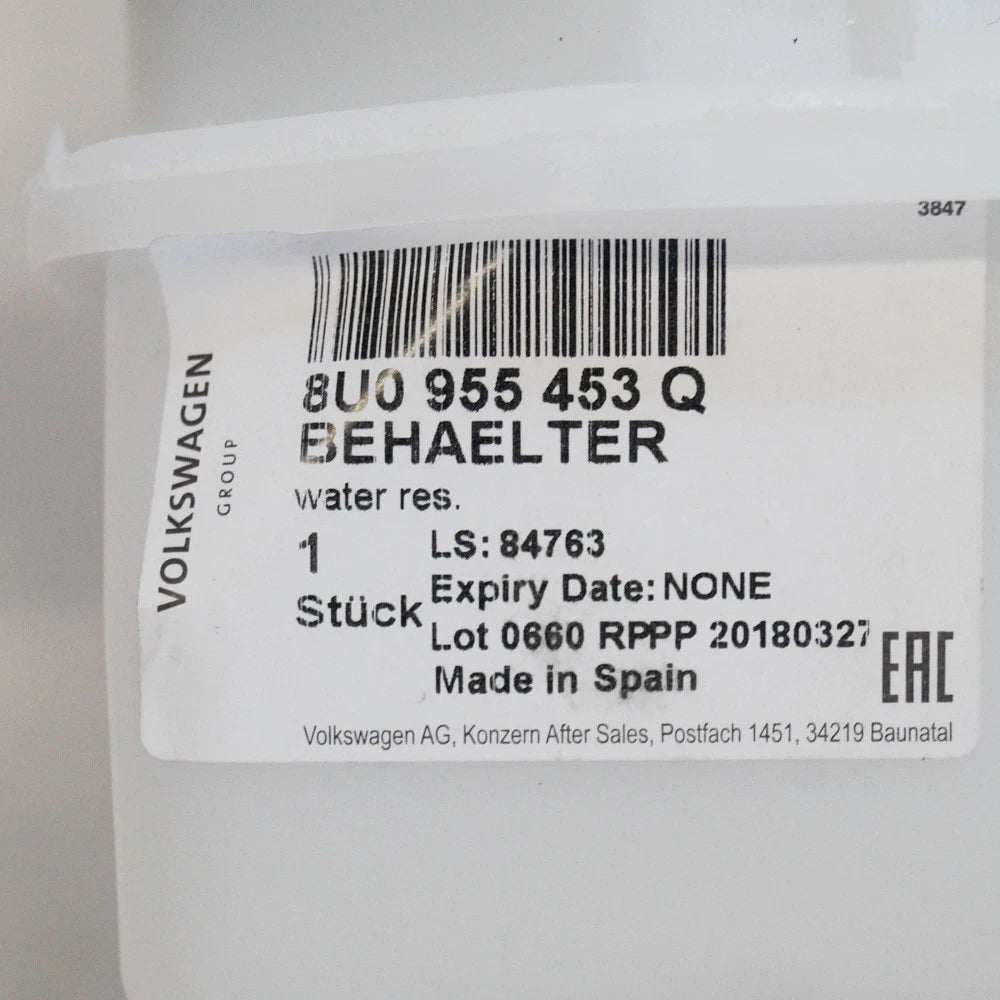 3847
VOLKSWAGEN
GROUP
8U0 955 453 Q
BEHAELTER
water res.
1
Stück
LS: 84763
Expiry Date: NONE
Lot 0660 RPPP 20180327
Made in Spain
EAC
Volkswagen AG, Konzern After Sales, Postfach 1451, 34219 Baunatal